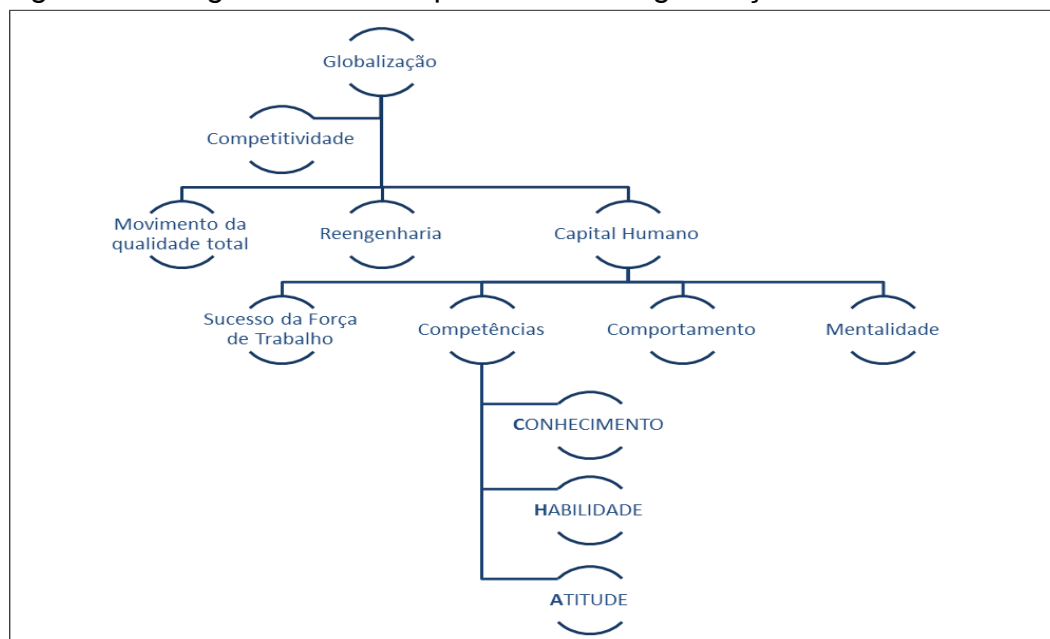 Globalização
Competitividade
Movimento da
qualidade total
Reengenharia
Capital Humano
Sucesso da Força
de Trabalho
Competências
Comportamento
Mentalidade
CONHECIMENTO
HABILIDADE
ATITUDE